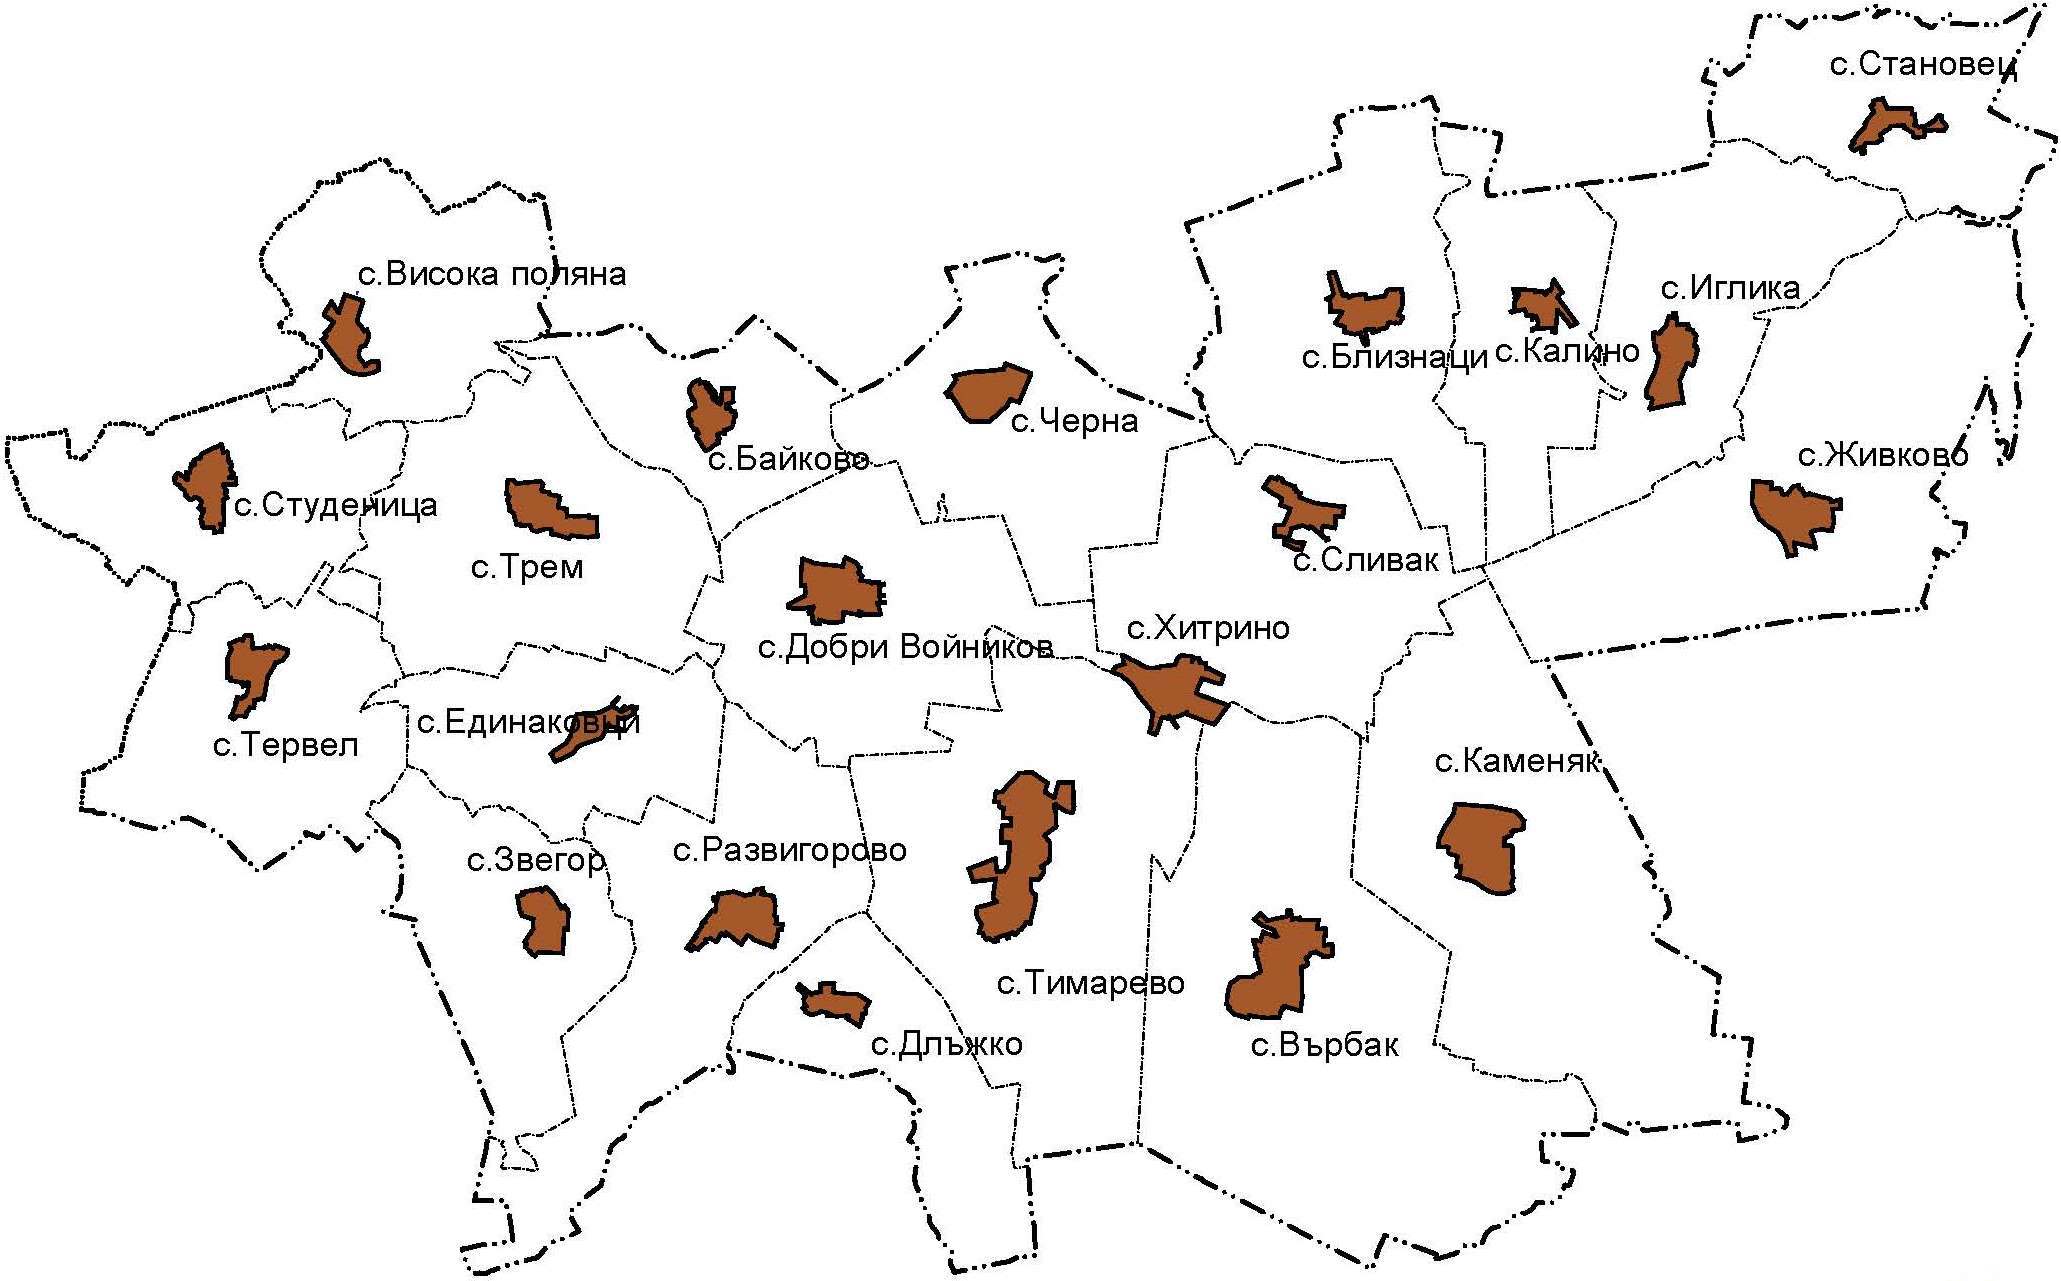 с.Становец
с.Висока поляна
с.Иглика
с.Близнаци
с.Калино
с.Черна
с.Байково
с.Живково
с.Студеница
с.Трем
с.Сливак
с.Хитрино
с.Добри Войников
с.Единаковци
с.Тервел
с.Каменяк
с.Звегор
с.Развигорово
с.Тимарево
с.Длъжко
с.Върбак